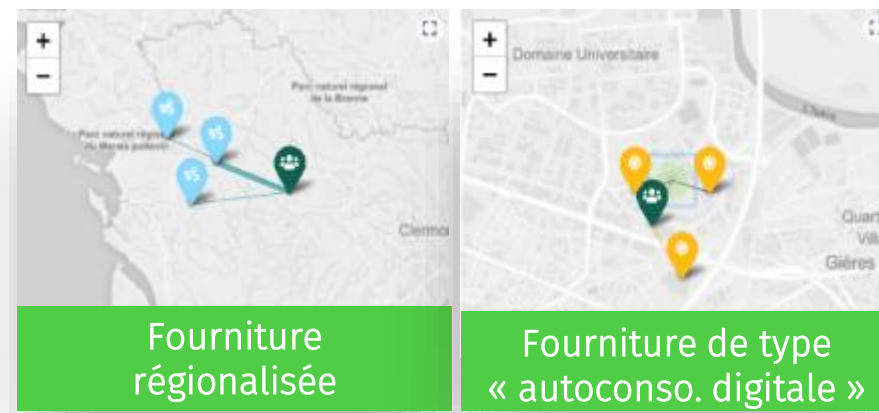 +
−
Parc naturel régional
de la Brenne
Parc naturel
du Marais poitevin
Clermo
Fourniture
régionalisée
+
−
Domaine Universitaire
L'Isère
Quart
Vill
Gières
Fourniture de type
« autoconso. digitale »